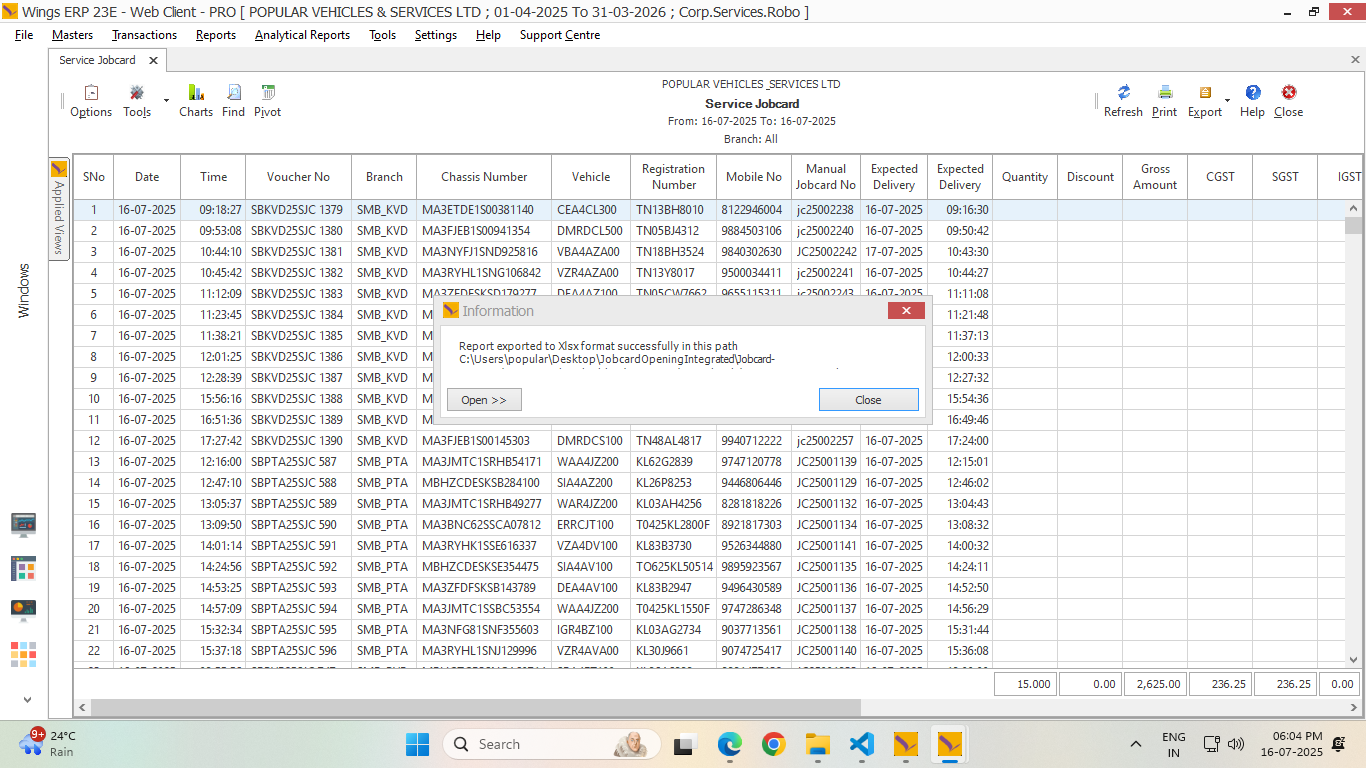 Wings ERP 23E - Web Client - PRO [ POPULAR VEHICLES & SERVICES LTD ; 01-04-2025 To 31-03-2026 ; Corp.Services.Robo ]
File Masters Transactions Reports Analytical Reports Tools Settings Help Support Centre
Service Jobcard
Options Tools Charts Find Pivot
POPULAR VEHICLES_SERVICES LTD
Service Jobcard
From: 16-07-2025 To: 16-07-2025
Branch: All
Refresh Print Export Help Close
Windows
Applied Views
SNo Date Time Voucher No Branch Chassis Number Vehicle Registration Number Mobile No Manual Jobcard No Expected Delivery Expected Delivery Quantity Discount Gross Amount CGST SGST IGST
1 16-07-2025 09:18:27 SBKVD25SJC 1379 SMB_KVD MA3ETDE1S00381140 CEA4CL300 TN13BH8010 8122946004 jc25002238 16-07-2025 09:16:30
2 16-07-2025 09:53:08 SBKVD25SJC 1380 SMB_KVD MA3FJEB1S00941354 DMRDCL500 TN05BJ4312 9884503106 jc25002240 16-07-2025 09:50:42
3 16-07-2025 10:44:10 SBKVD25SJC 1381 SMB_KVD MA3NYFJ1SND925816 VBA4AZA00 TN18BH3524 9840302630 JC25002242 17-07-2025 10:43:30
4 16-07-2025 10:45:42 SBKVD25SJC 1382 SMB_KVD MA3RYHL1SNG106842 VZR4AZA00 TN13Y8017 9500034411 jc25002241 16-07-2025 10:44:27
5 16-07-2025 11:12:09 SBKVD25SJC 1383 SMB_KVD MA3ZFDFSKSD179277 DEA4AZ100 TN05CW7662 9655115311 jc25002243 16-07-2025 11:11:08
6 16-07-2025 11:23:45 SBKVD25SJC 1384 SMB_KVD 11:21:48
7 16-07-2025 11:38:21 SBKVD25SJC 1385 SMB_KVD 11:37:13
8 16-07-2025 12:01:25 SBKVD25SJC 1386 SMB_KVD 12:00:33
9 16-07-2025 12:28:39 SBKVD25SJC 1387 SMB_KVD 12:27:32
10 16-07-2025 15:56:16 SBKVD25SJC 1388 SMB_KVD 15:54:36
11 16-07-2025 16:51:36 SBKVD25SJC 1389 SMB_KVD 16:49:46
Information
Report exported to Xlsx format successfully in this path
C:\Users\popular\Desktop\JobcardOpeningIntegrated\Jobcard-
Open >> Close
12 16-07-2025 17:27:42 SBKVD25SJC 1390 SMB_KVD MA3FJEB1S00145303 DMRDCS100 TN48AL4817 9940712222 jc25002257 16-07-2025 17:24:00
13 16-07-2025 12:16:00 SBPTA25SJC 587 SMB_PTA MA3JMTC1SRHB54171 WAA4JZ200 KL62G2839 9747120778 JC25001139 16-07-2025 12:15:01
14 16-07-2025 12:47:10 SBPTA25SJC 588 SMB_PTA MBHZCDESKSB284100 SIA4AZ200 KL26P8253 9446806446 JC25001129 16-07-2025 12:46:02
15 16-07-2025 13:05:37 SBPTA25SJC 589 SMB_PTA MA3JMTC1SRHB49277 WAR4JZ200 KL03AH4256 8281818226 JC25001132 16-07-2025 13:04:43
16 16-07-2025 13:09:50 SBPTA25SJC 590 SMB_PTA MA3BNC62SSCA07812 ERRCJT100 T0425KL2800F 8921817303 JC25001134 16-07-2025 13:08:32
17 16-07-2025 14:01:14 SBPTA25SJC 591 SMB_PTA MA3RYHK1SSE616337 VZA4DV100 KL83B3730 9526344880 JC25001141 16-07-2025 14:00:32
18 16-07-2025 14:24:56 SBPTA25SJC 592 SMB_PTA MBHZCDESKSE354475 SIA4AV100 TO625KL50514 9895923567 JC25001135 16-07-2025 14:24:11
19 16-07-2025 14:53:25 SBPTA25SJC 593 SMB_PTA MA3ZFDFSKSB143789 DEA4AV100 KL83B2947 9496430589 JC25001136 16-07-2025 14:52:50
20 16-07-2025 14:57:09 SBPTA25SJC 594 SMB_PTA MA3JMTC1SSBC53554 WAA4JZ200 T0425KL1550F 9747286348 JC25001137 16-07-2025 14:56:29
21 16-07-2025 15:32:34 SBPTA25SJC 595 SMB_PTA MA3NFG81SNF355603 IGR4BZ100 KL03AG2734 9037713561 JC25001138 16-07-2025 15:31:44
22 16-07-2025 15:37:18 SBPTA25SJC 596 SMB_PTA MA3RYHL1SNJ129996 VZR4AVA00 KL30J9661 9074725417 JC25001140 16-07-2025 15:36:08
15.000 0.00 2,625.00 236.25 236.25 0.00
9+ 24°C
Rain
Search
ENG
IN
06:04 PM
16-07-2025